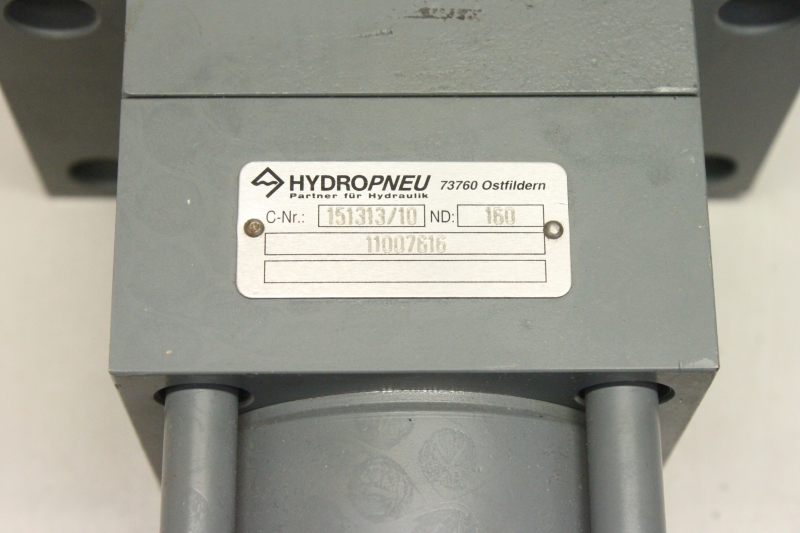 HYDROPNEU 73760 Ostfildern
Partner für Hydraulik
C-Nr.: 151313/10 ND: 160
11007616